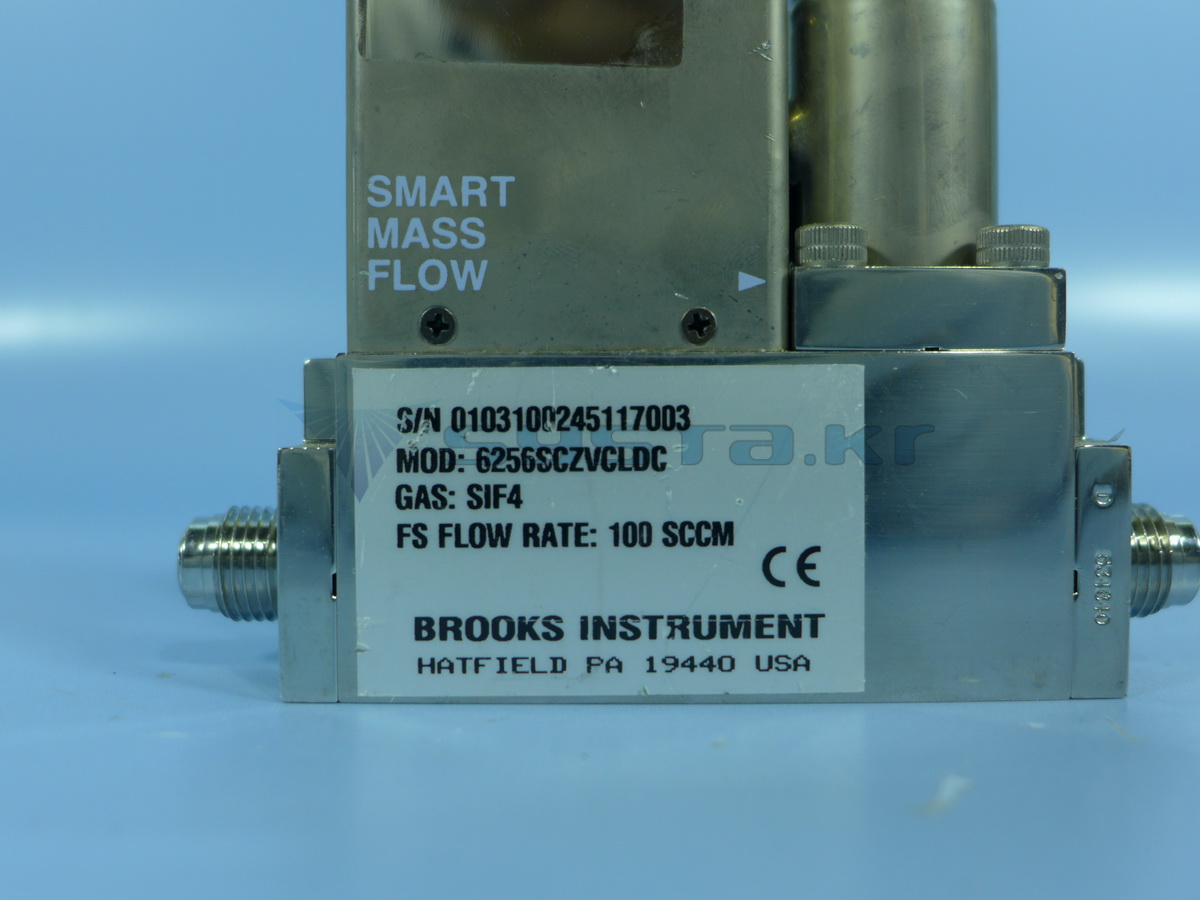 SMART
MASS
FLOW
S/N 0103100245117003
MOD: 6256SCZVCLDC
GAS: SIF4
FS FLOW RATE: 100 SCCM
CE
BROOKS INSTRUMENT
HATFIELD PA 19440 USA
D